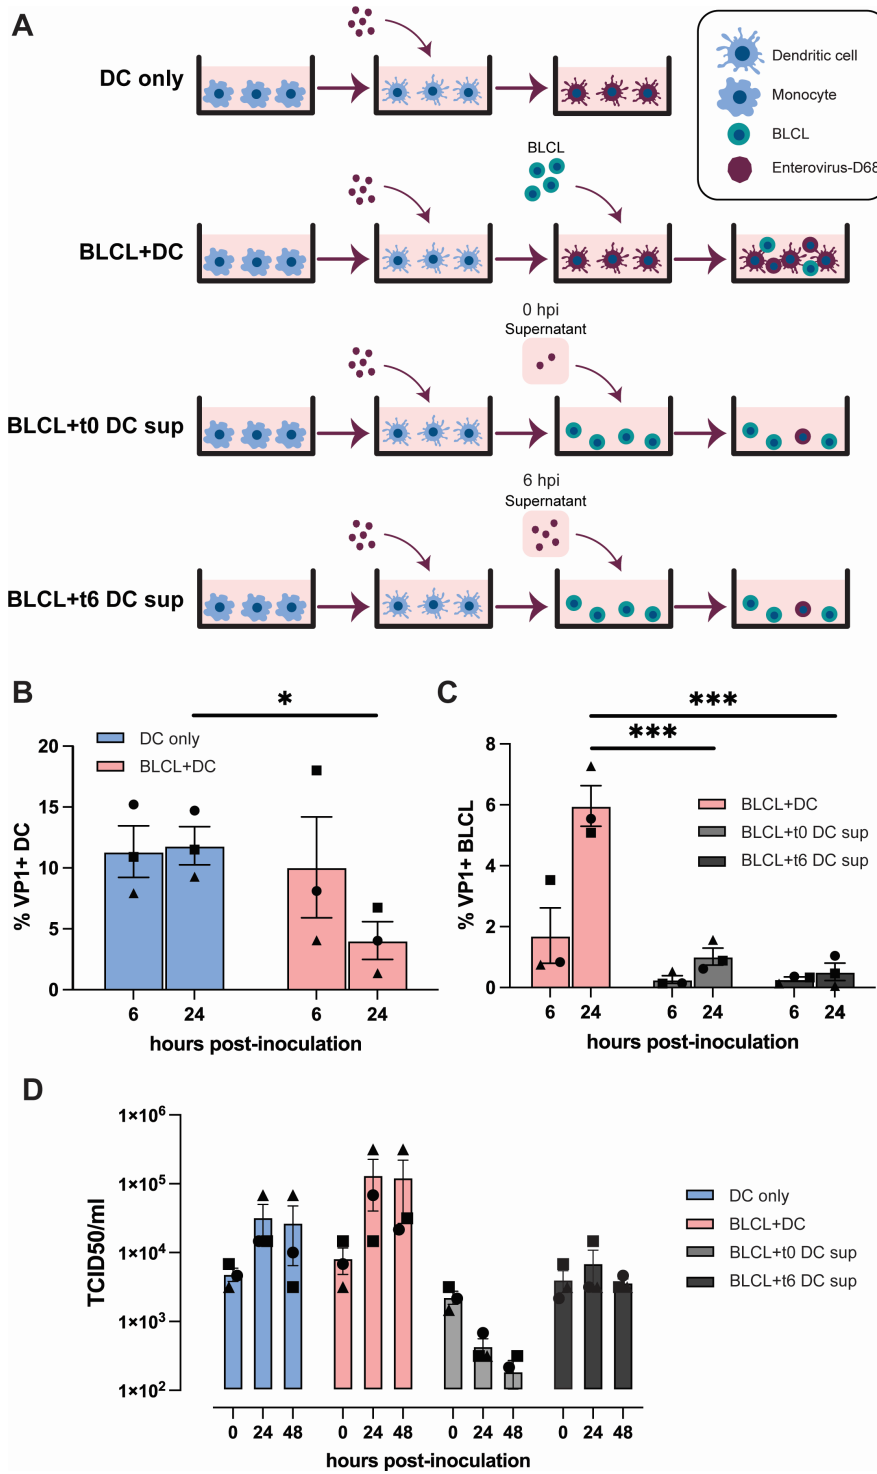 A
DC only
Dendritic cell
Monocyte
BLCL
Enterovirus-D68
BLCL
BLCL+DC
0 hpi
Supernatant
BLCL+t0 DC sup
6 hpi
Supernatant
BLCL+t6 DC sup
B
*
DC only
BLCL+DC
% VP1+ DC
20
15
10
5
0
6 24 6 24
hours post-inoculation
C
***
***
BLCL+DC
BLCL+t0 DC sup
BLCL+t6 DC sup
% VP1+ BLCL
8
6
4
2
0
6 24 6 24 6 24
hours post-inoculation
D
TCID50/ml
1×10⁶
1×10⁵
1×10⁴
1×10³
1×10²
DC only
BLCL+DC
BLCL+t0 DC sup
BLCL+t6 DC sup
0 24 48 0 24 48 0 24 48 0 24 48
hours post-inoculation